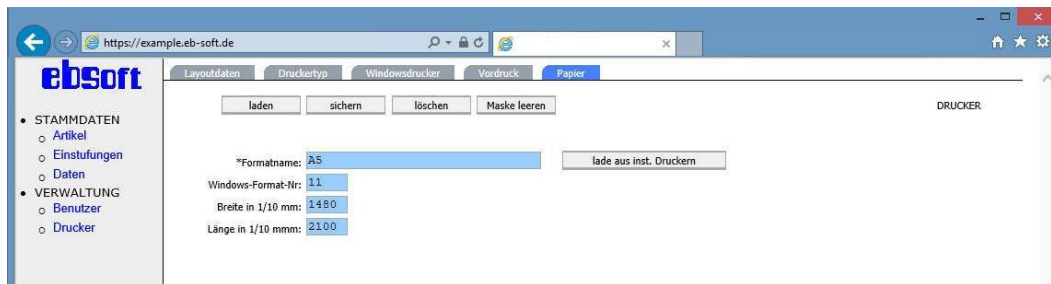 https://example.eb-soft.de
ebsoft
Layoutdaten Druckertyp Windowsdrucker Vordruck Papier
laden sichern löschen Maske leeren DRUCKER
STAMMDATEN
Artikel
Einstufungen
Daten
VERWALTUNG
Benutzer
Drucker
*Formatname: A5 lade aus inst. Druckern
Windows-Format-Nr: 11
Breite in 1/10 mm: 1480
Länge in 1/10 mmm: 2100